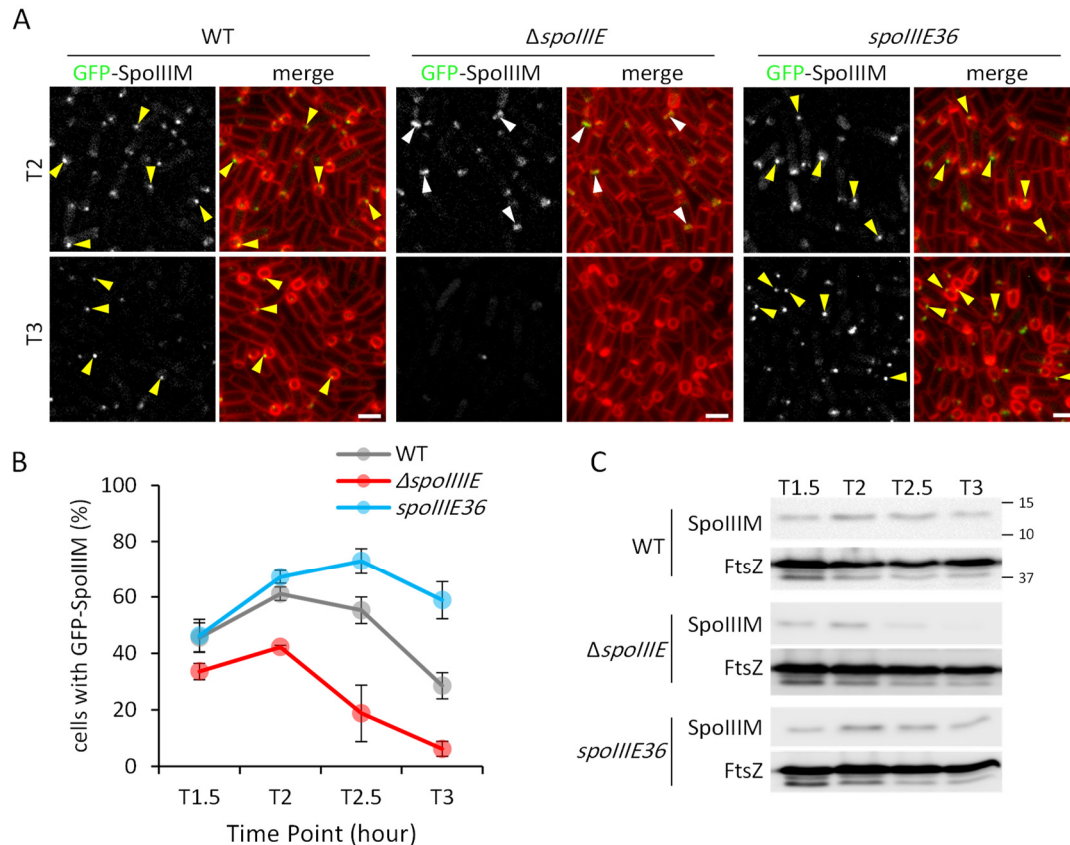 A
WT
ΔspoIIIE
spoIIIE36
GFP-SpoIIIM
merge
GFP-SpoIIIM
merge
GFP-SpoIIIM
merge
T2
T3
B
WT
ΔspoIIIIE
spoIIIE36
cells with GFP-SpoIIIM (%)
100
80
60
40
20
0
T1.5
T2
T2.5
T3
Time Point (hour)
C
T1.5
T2
T2.5
T3
WT
SpoIIIM
15
10
FtsZ
37
ΔspoIIIE
SpoIIIM
FtsZ
spoIIIE36
SpoIIIM
FtsZ